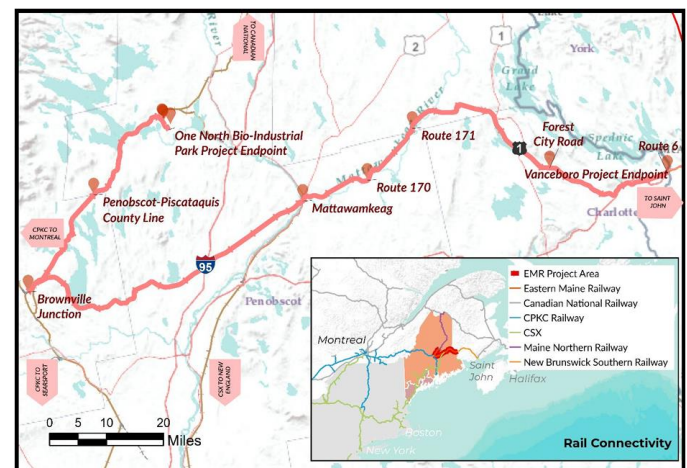 TO CANADIAN
NATIONAL
River
2
1
York
Grand
Lake
One North Bio-Industrial
Park Project Endpoint
River
Route 171
Forest
City Road
Spednic
Lake
Route 6
1
Vanceboro Project Endpoint
Penobscot-Piscataquis
County Line
Route 170
Mattawamkeag
TO SAINT
JOHN
Charlotte
CPKC TO
MONTREAL
95
Brownville
Junction
Penobscot
CPKC TO
SEARSPORT
CSX TO NEW
ENGLAND
0 5 10 20
Miles
EMR Project Area
Eastern Maine Railway
Canadian National Railway
CPKC Railway
CSX
Maine Northern Railway
New Brunswick Southern Railway
Montreal
Saint
John
Halifax
Boston
New York
Rail Connectivity